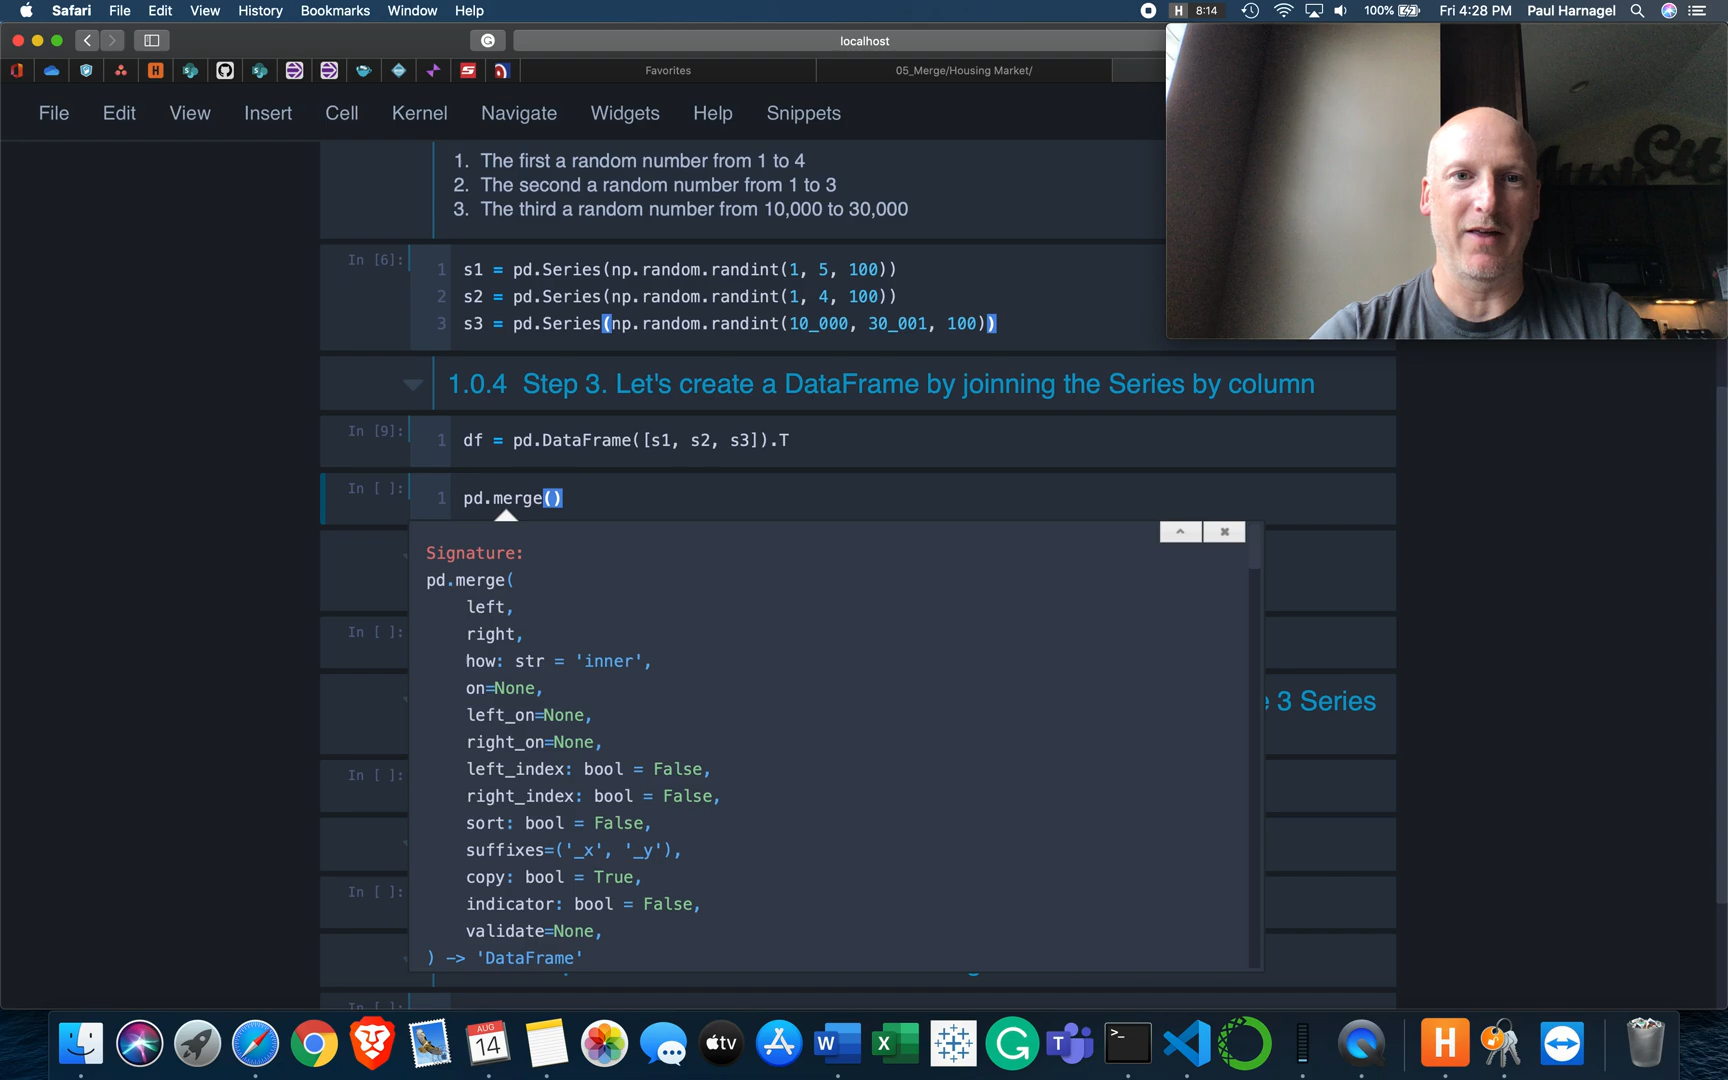 Safari File Edit View History Bookmarks Window Help H 8:14 100% Fri 4:28 PM Paul Harnagel
localhost
Favorites 05_Merge/Housing Market/
File Edit View Insert Cell Kernel Navigate Widgets Help Snippets
1. The first a random number from 1 to 4
2. The second a random number from 1 to 3
3. The third a random number from 10,000 to 30,000
In [6]:
1 s1 = pd.Series(np.random.randint(1, 5, 100))
2 s2 = pd.Series(np.random.randint(1, 4, 100))
3 s3 = pd.Series(np.random.randint(10_000, 30_001, 100))
1.0.4 Step 3. Let's create a DataFrame by joinning the Series by column
In [9]: 1 df = pd.DataFrame([s1, s2, s3]).T
In [ ]: 1 pd.merge()
Signature:
pd.merge(
left,
right,
In [ ]:
how: str = 'inner',
on=None,
e 3 Series
left_on=None,
right_on=None,
left_index: bool = False,
In [ ]:
right_index: bool = False,
sort: bool = False,
suffixes=('_x', '_y'),
copy: bool = True,
In [ ]:
indicator: bool = False,
validate=None,
) -> 'DataFrame'
In [ ]:
AUG
14
tv
W
X
G
T
>_
H